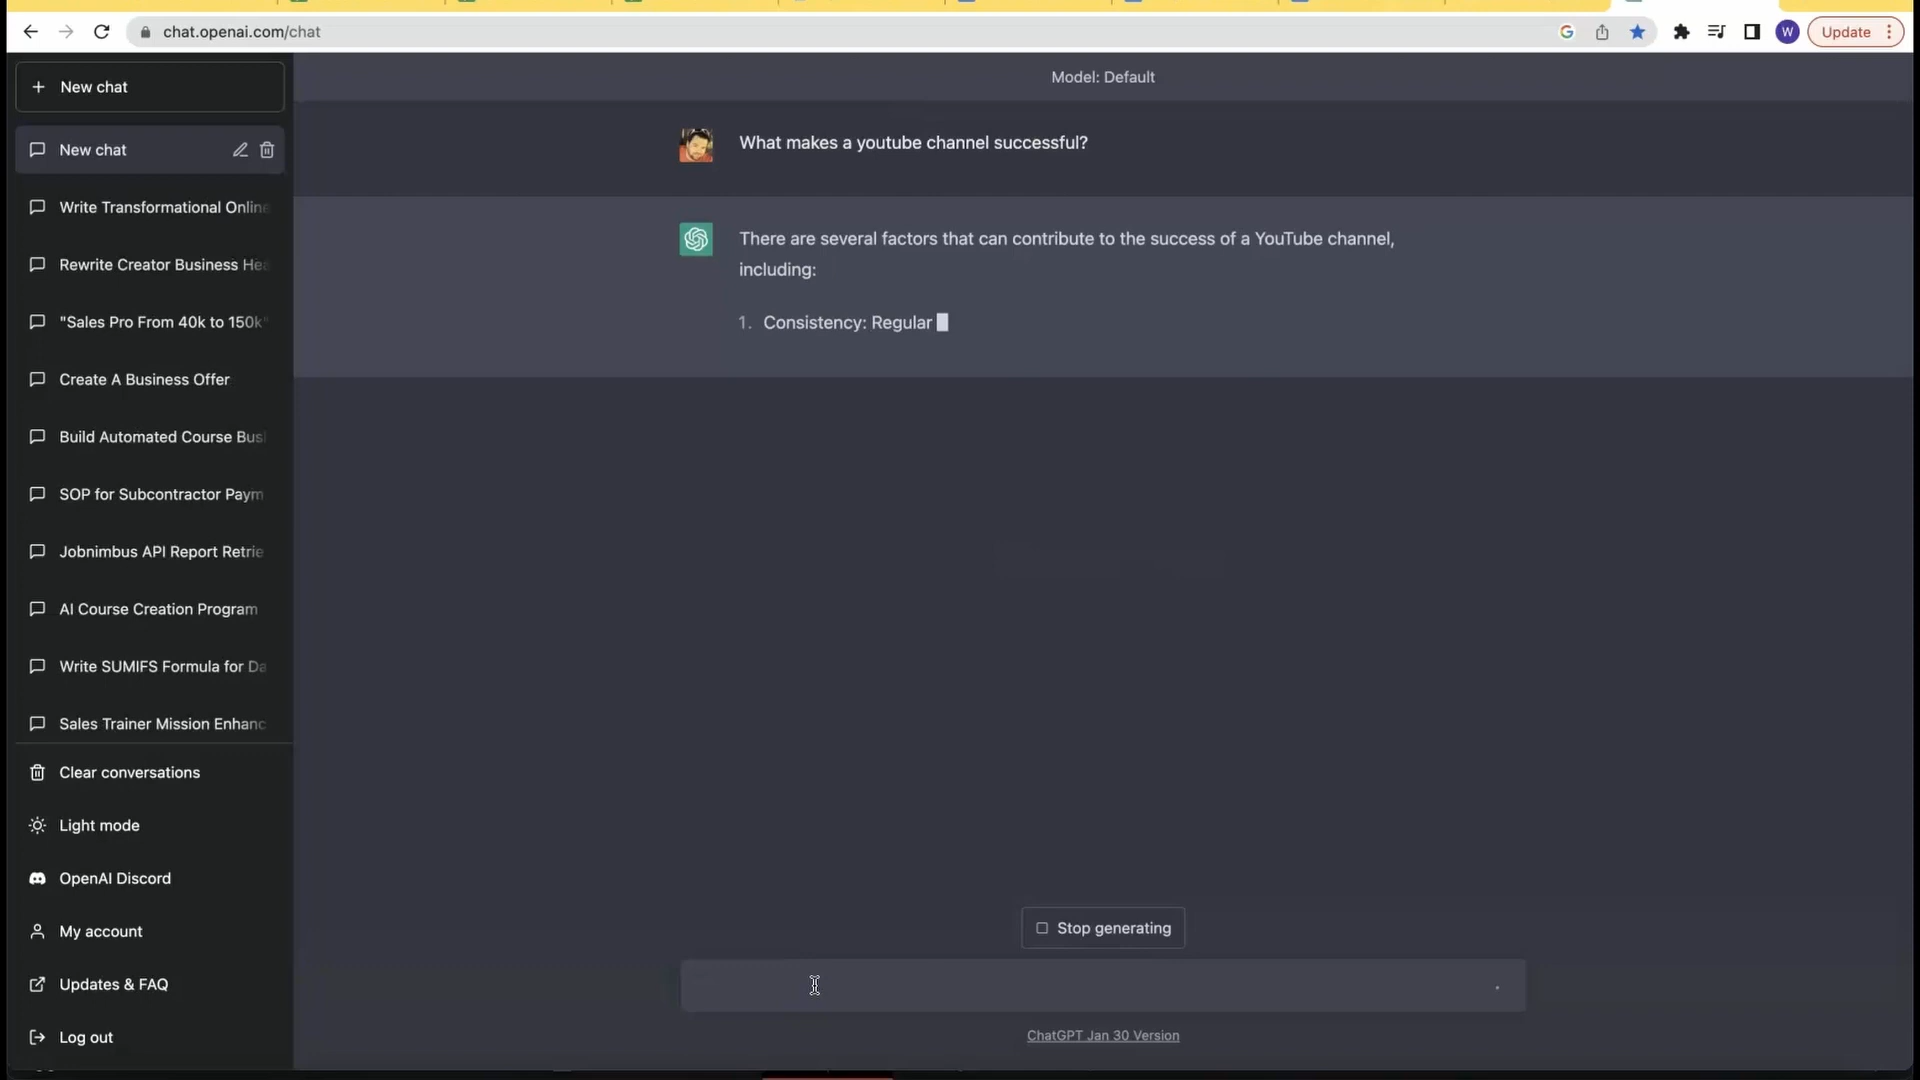 chat.openai.com/chat
W
Update
New chat
New chat
Write Transformational Online
Rewrite Creator Business Hea
"Sales Pro From 40k to 150k"
Create A Business Offer
Build Automated Course Busi
SOP for Subcontractor Paym
Jobnimbus API Report Retrie
AI Course Creation Program
Write SUMIFS Formula for Da
Sales Trainer Mission Enhanc
Clear conversations
Light mode
OpenAI Discord
My account
Updates & FAQ
Log out
Model: Default
What makes a youtube channel successful?
There are several factors that can contribute to the success of a YouTube channel,
including:
1. Consistency: Regular
Stop generating
ChatGPT Jan 30 Version